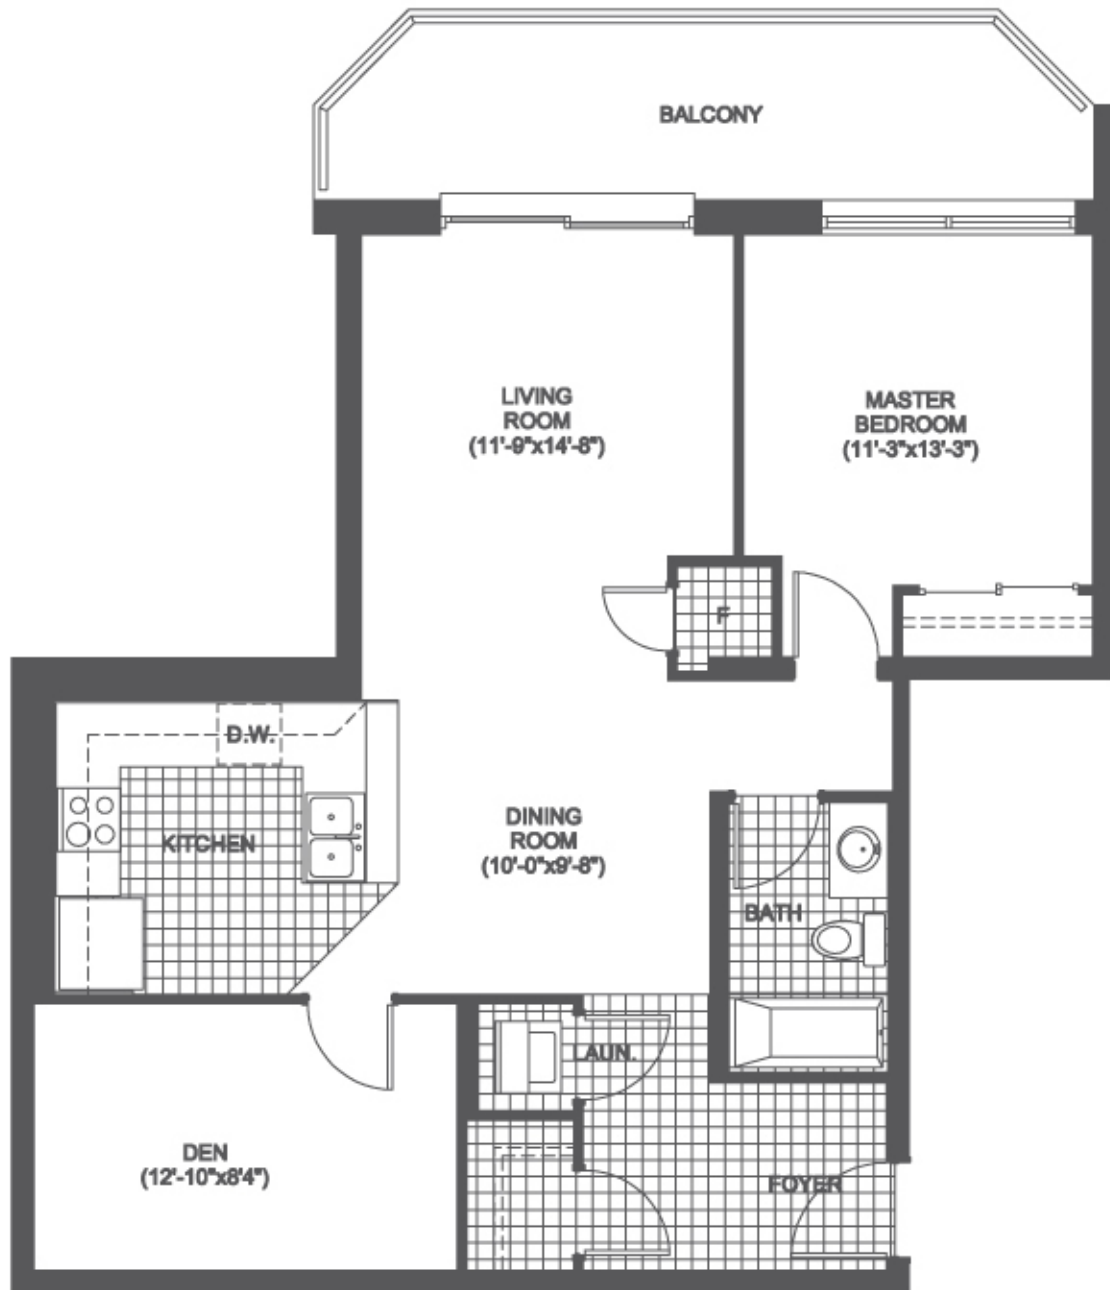 BALCONY
LIVING
ROOM
(11'-9"x14'-8")
MASTER
BEDROOM
(11'-3"x13'-3")
F
D.W.
KITCHEN
DINING
ROOM
(10'-0"x9'-8")
BATH
LAUN.
DEN
(12'-10"x8'4")
FOYER